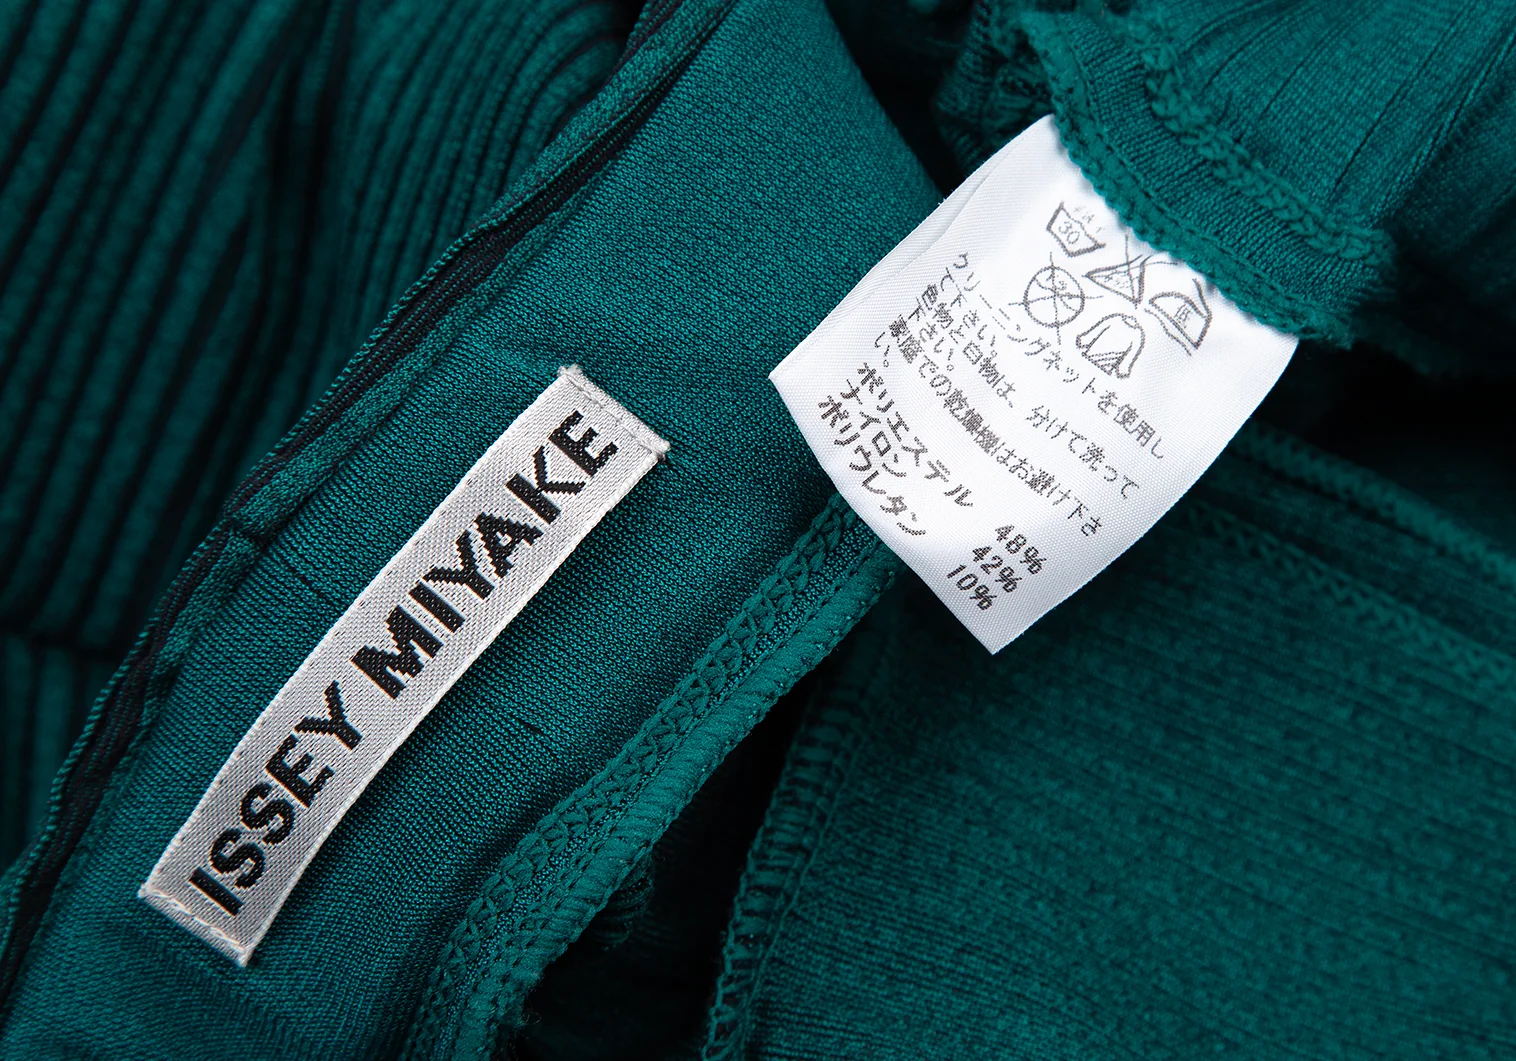 ISSEY MIYAKE
30
低
クリーニングネットを使用し
て下さい。
色物と白物は、分けて洗って
下さい。
家庭での乾燥機はお避け下さ
い。
ポリエステル 48%
ナイロン 42%
ポリウレタン 10%